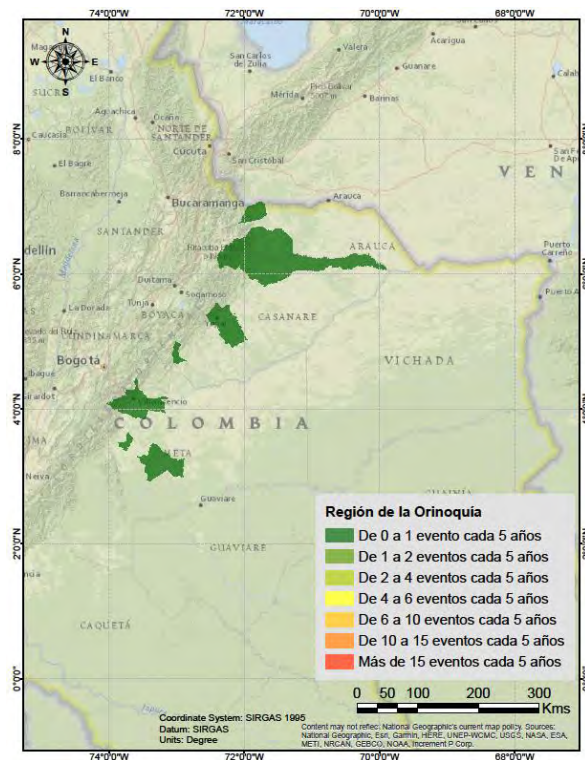 74°0'0"W 72°0'0"W 70°0'0"W 68°0'0"W
N
W E
S
El Banco
San Carlos de Zulia
Valera
Acarigua
Guanare
SUCRE
Mérida
Pico Bolívar
Barinas
Aguachica
Ocaña
BOLÍVAR
NORTE DE SANTANDER
8°0'0"N
Caucasia
Cúcuta
San Cristóbal
El Bagre
VEN
Barrancabermeja
Bucaramanga
Arauca
SANTANDER
ARAUCA
Puerto Carreño
6°0'0"N
Duitama
Sogamoso
Tunja
BOYACÁ
La Dorada
CASANARE
CUNDINAMARCA
VICHADA
Bogotá
Ibagué
Girardot
4°0'0"N
COLOMBIA
META
Neiva
Guaviare
GUAINÍA
2°0'0"N
GUAVIARE
CAQUETÁ
0°0'0"
Región de la Orinoquía
De 0 a 1 evento cada 5 años
De 1 a 2 eventos cada 5 años
De 2 a 4 eventos cada 5 años
De 4 a 6 eventos cada 5 años
De 6 a 10 eventos cada 5 años
De 10 a 15 eventos cada 5 años
Más de 15 eventos cada 5 años
0 50 100 200 300
Kms
Coordinate System: SIRGAS 1995
Datum: SIRGAS
Units: Degree
Content may not reflect National Geographic's current map policy. Sources:
National Geographic, Esri, Garmin, HERE, UNEP-WCMC, USGS, NASA, ESA,
METI, NRCAN, GEBCO, NOAA, Increment P Corp.
74°0'0"W 72°0'0"W 70°0'0"W 68°0'0"W